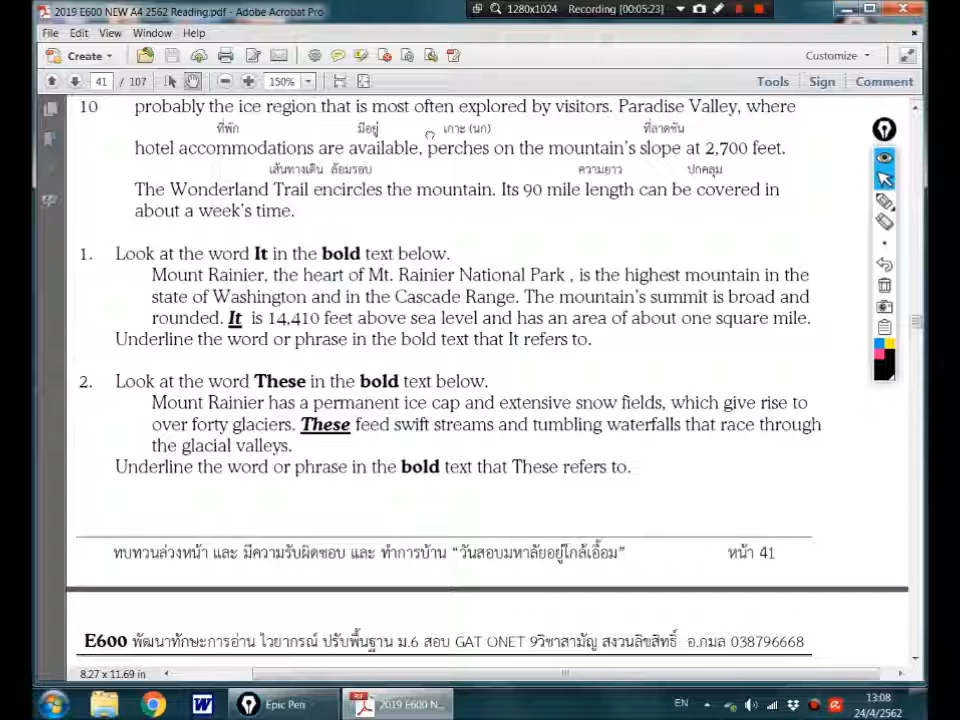 2019 E600 NEW A4 2562 Reading.pdf - Adobe Acrobat Pro
1280x1024 Recording [00:05:23]
File Edit View Window Help
Create Customize
41 / 107 150% Tools Sign Comment
10 probably the ice region that is most often explored by visitors. Paradise Valley, where
ที่พัก มีอยู่ เกาะ (นก) ที่ลาดชัน
hotel accommodations are available, perches on the mountain's slope at 2,700 feet.
เส้นทางเดิน ล้อมรอบ ความยาว ปกคลุม
The Wonderland Trail encircles the mountain. Its 90 mile length can be covered in
about a week's time.
1. Look at the word It in the bold text below.
Mount Rainier, the heart of Mt. Rainier National Park , is the highest mountain in the
state of Washington and in the Cascade Range. The mountain's summit is broad and
rounded. It is 14,410 feet above sea level and has an area of about one square mile.
Underline the word or phrase in the bold text that It refers to.
2. Look at the word These in the bold text below.
Mount Rainier has a permanent ice cap and extensive snow fields, which give rise to
over forty glaciers. These feed swift streams and tumbling waterfalls that race through
the glacial valleys.
Underline the word or phrase in the bold text that These refers to.
ทบทวนล่วงหน้า และ มีความรับผิดชอบ และ ทำการบ้าน "วันสอบมหาลัยอยู่ใกล้เอื้อม" หน้า 41
E600 พัฒนาทักษะการอ่าน ไวยากรณ์ ปรับพื้นฐาน ม.6 สอบ GAT ONET 9วิชาสามัญ สงวนลิขสิทธิ์ อ.กมล 038796668
8.27 x 11.69 in
Epic Pen 2019 E600 N... EN 13:08
24/4/2562